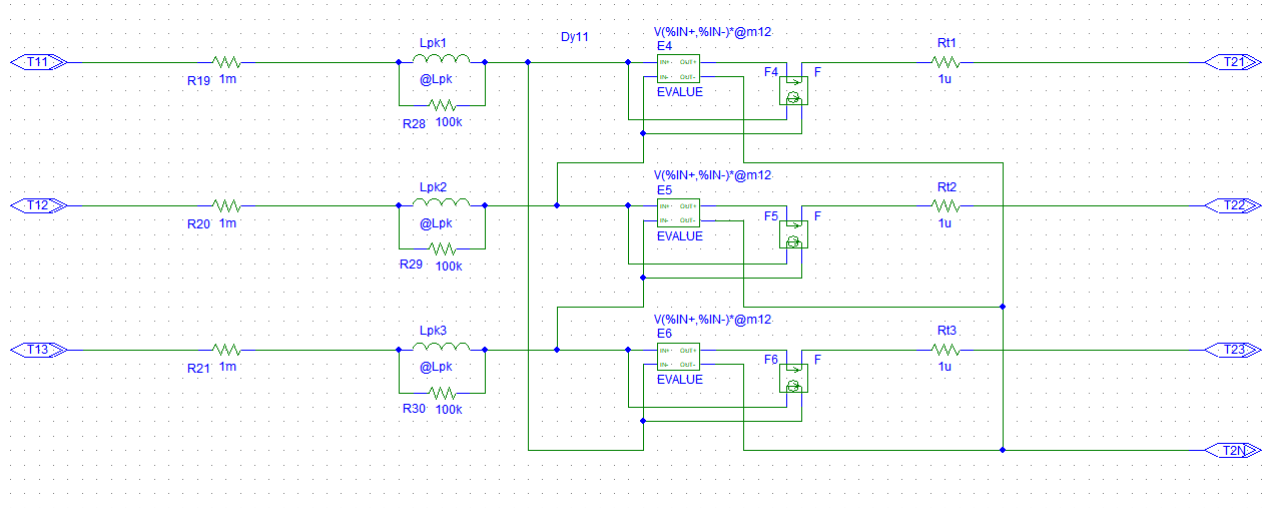 Dy11
V(%IN+,%IN-)*@m12
E4
Lpk1
Rt1
T11
IN+ OUT+
IN- OUT-
F4
F
T21
R19
1m
@Lpk
EVALUE
1u
R28
100k
V(%IN+,%IN-)*@m12
E5
Lpk2
Rt2
T12
IN+ OUT+
IN- OUT-
F5
F
T22
R20
1m
@Lpk
EVALUE
1u
R29
100k
V(%IN+,%IN-)*@m12
E6
Lpk3
Rt3
T13
IN+ OUT+
IN- OUT-
F6
F
T23
R21
1m
@Lpk
EVALUE
1u
R30
100k
T2N